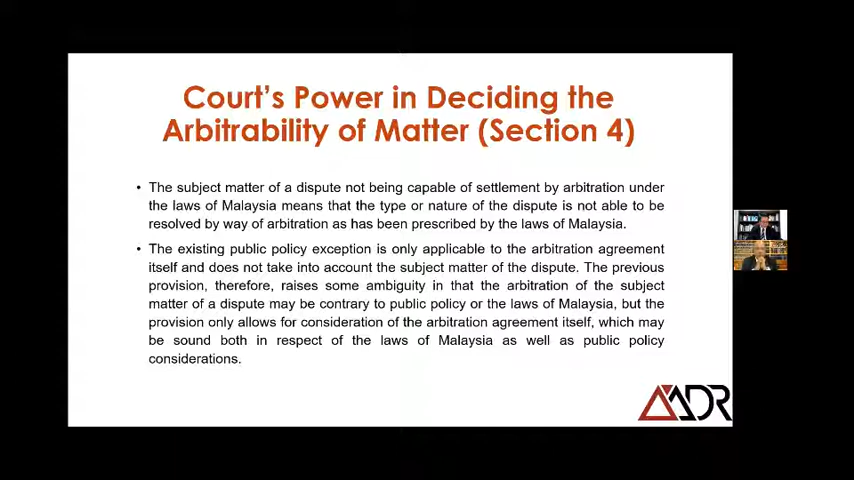 Court's Power in Deciding the
Arbitrability of Matter (Section 4)
• The subject matter of a dispute not being capable of settlement by arbitration under
the laws of Malaysia means that the type or nature of the dispute is not able to be
resolved by way of arbitration as has been prescribed by the laws of Malaysia.
• The existing public policy exception is only applicable to the arbitration agreement
itself and does not take into account the subject matter of the dispute. The previous
provision, therefore, raises some ambiguity in that the arbitration of the subject
matter of a dispute may be contrary to public policy or the laws of Malaysia, but the
provision only allows for consideration of the arbitration agreement itself, which may
be sound both in respect of the laws of Malaysia as well as public policy
considerations.
AADR